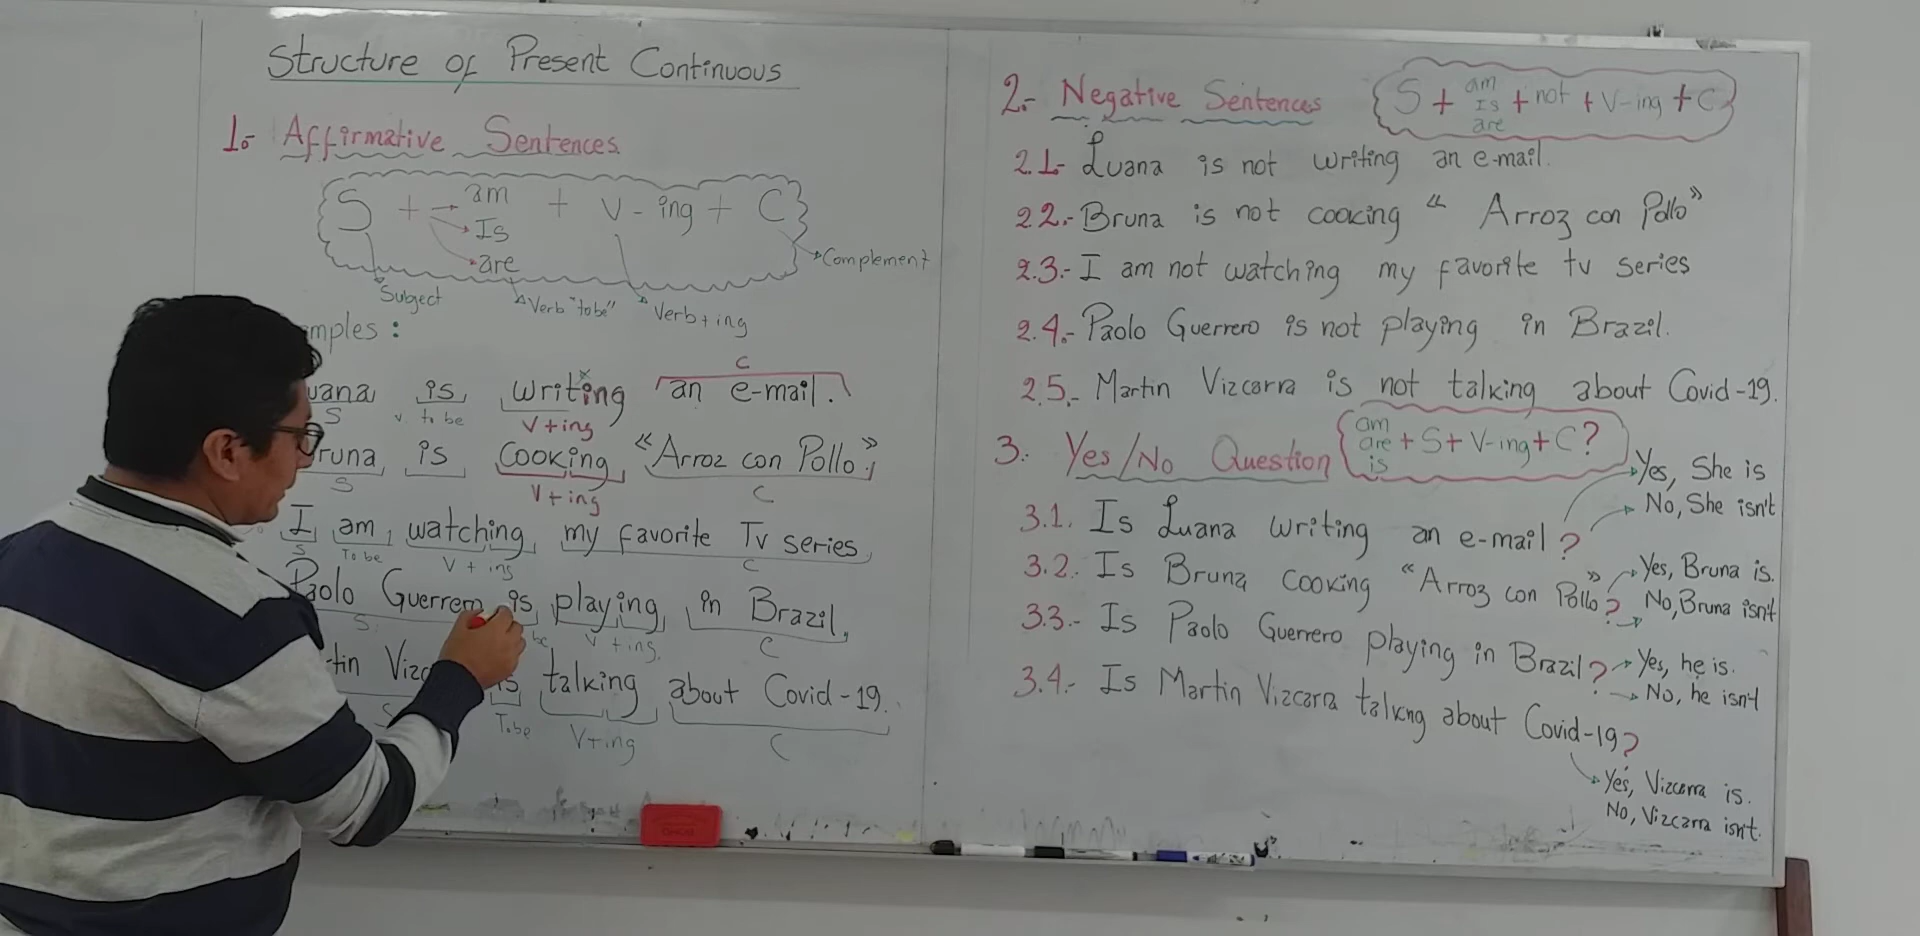 Structure of Present Continuous
1.- Affirmative Sentences
S + am + V - ing + C
Is
are
Complement
Subject
Verb "to be"
Verb + ing
mples :
C
uana is writing an e-mail.
S v. to be V + ing
runa is Cooking "Arroz con Pollo".
S V + ing C
I am watching my favorite Tv series
S To be V + ing C
Paolo Guerrero is playing in Brazil.
S be V + ing. C
tin Vizc is talking about Covid-19.
S To be V+ing C
2.- Negative Sentences
S + am + not + V-ing + C
Is
are
2.1- Luana is not writing an e-mail.
2.2.- Bruna is not cooking " Arroz con Pollo"
2.3.- I am not watching my favorite tv series
2.4.- Paolo Guerrero is not playing in Brazil.
2.5.- Martin Vizcarra is not talking about Covid-19.
3.- Yes/No Question
am
are + S + V-ing + C?
is
Yes, She is
No, She isn't
3.1. Is Luana writing an e-mail?
3.2. Is Bruna Cooking "Arroz con Pollo"?
Yes, Bruna is.
No, Bruna isn't
3.3.- Is Paolo Guerrero playing in Brazil?
Yes, he is.
No, he isn't
3.4.- Is Martin Vizcarra talkng about Covid-19?
Yes, Vizcarra is.
No, Vizcarra isn't.